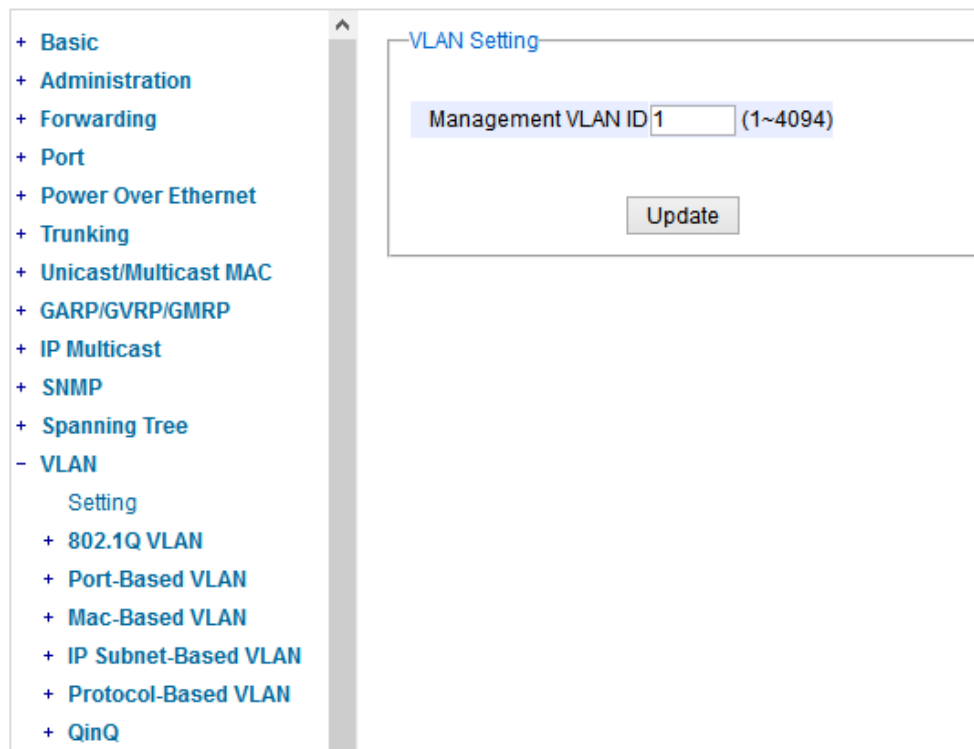 + Basic
+ Administration
+ Forwarding
+ Port
+ Power Over Ethernet
+ Trunking
+ Unicast/Multicast MAC
+ GARP/GVRP/GMRP
+ IP Multicast
+ SNMP
+ Spanning Tree
− VLAN
Setting
+ 802.1Q VLAN
+ Port-Based VLAN
+ Mac-Based VLAN
+ IP Subnet-Based VLAN
+ Protocol-Based VLAN
+ QinQ
VLAN Setting
Management VLAN ID 1 (1~4094)
Update